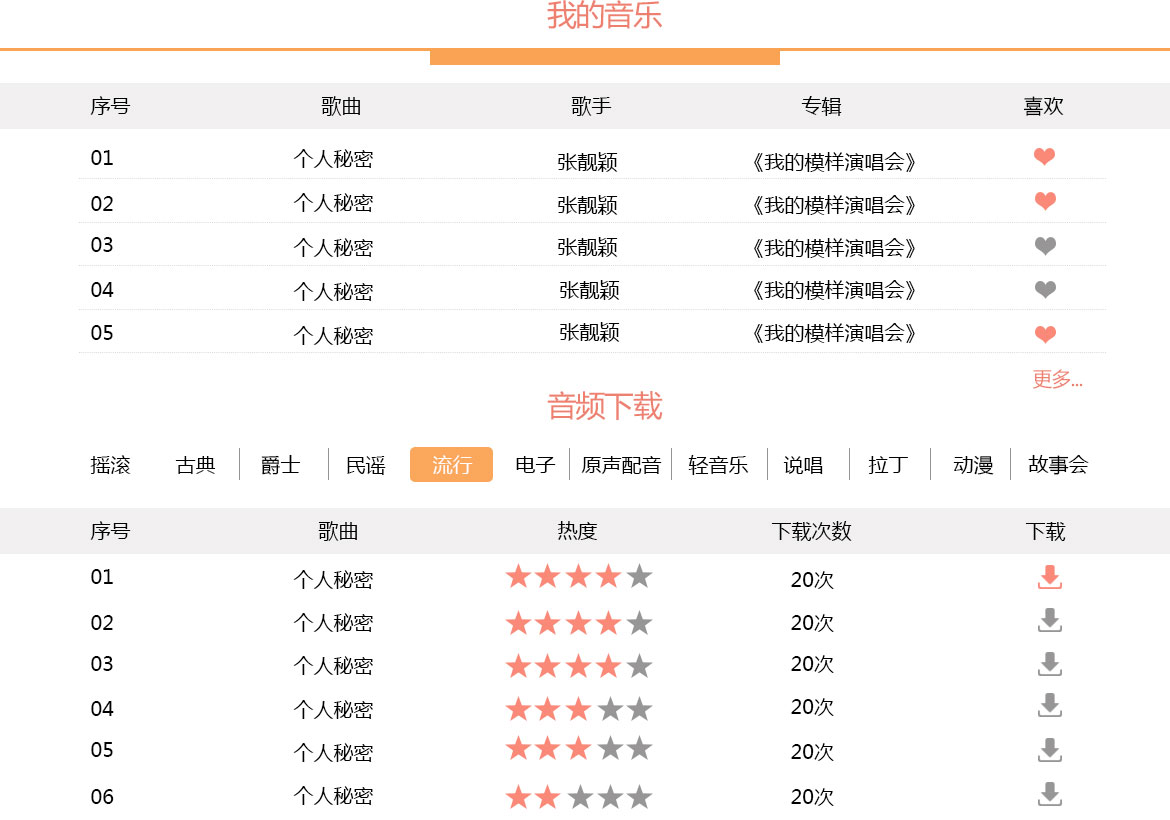 我的音乐
序号 歌曲 歌手 专辑 喜欢
01 个人秘密 张靓颖 《我的模样演唱会》
02 个人秘密 张靓颖 《我的模样演唱会》
03 个人秘密 张靓颖 《我的模样演唱会》
04 个人秘密 张靓颖 《我的模样演唱会》
05 个人秘密 张靓颖 《我的模样演唱会》
更多...
音频下载
摇滚 古典 爵士 民谣 流行 电子 原声配音 轻音乐 说唱 拉丁 动漫 故事会
序号 歌曲 热度 下载次数 下载
01 个人秘密 20次
02 个人秘密 20次
03 个人秘密 20次
04 个人秘密 20次
05 个人秘密 20次
06 个人秘密 20次